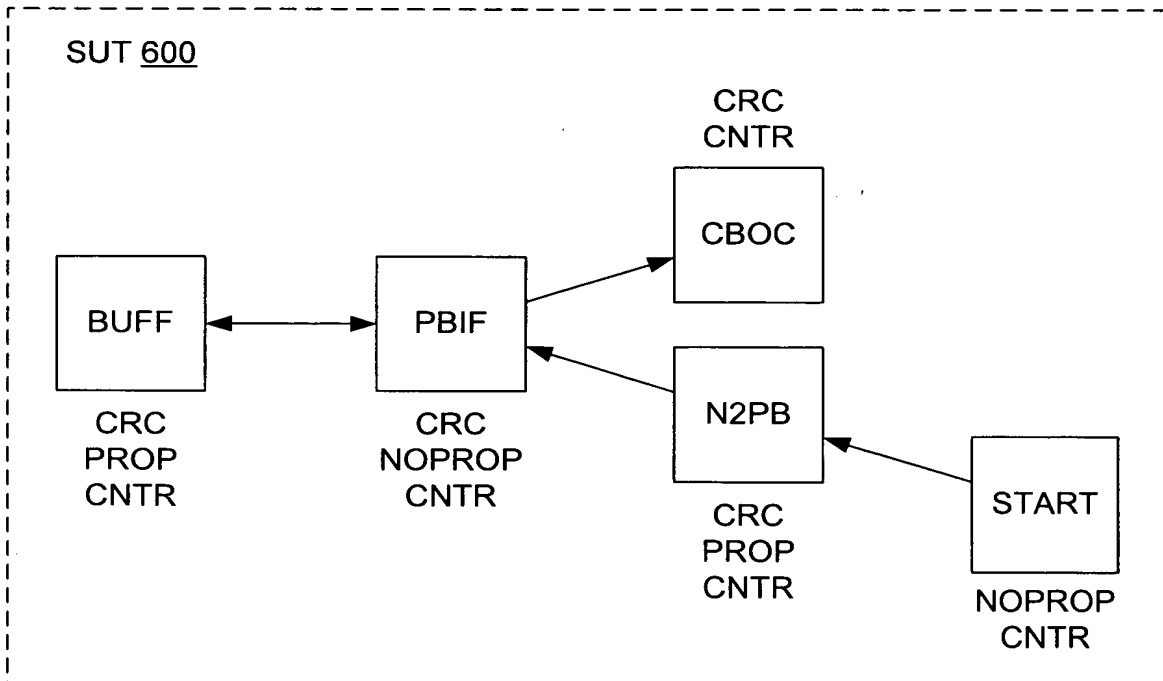 SUT 600
CRC
CNTR
CBOC
BUFF
PBIF
N2PB
START
CRC
PROP
CNTR
CRC
NOPROP
CNTR
CRC
PROP
CNTR
NOPROP
CNTR